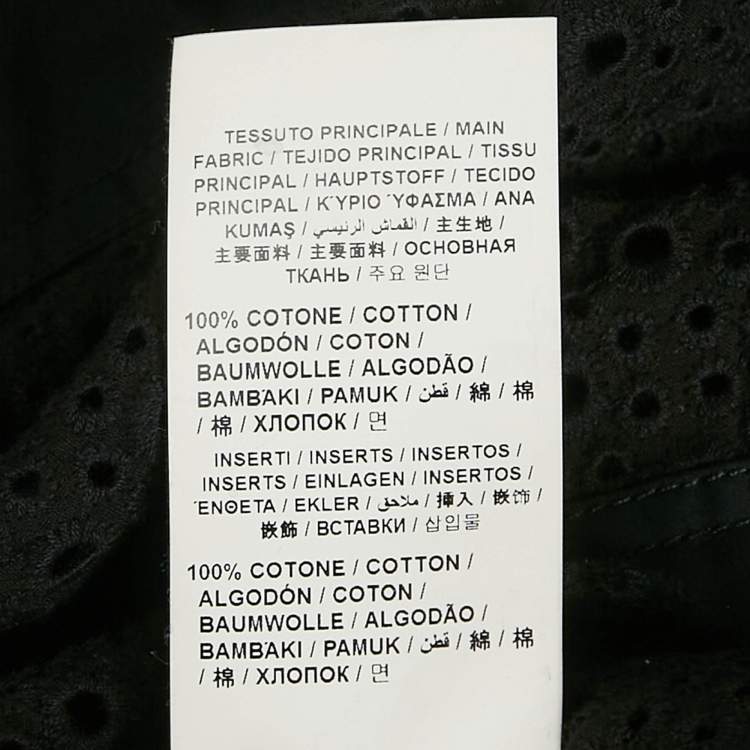 TESSUTO PRINCIPALE / MAIN
FABRIC / TEJIDO PRINCIPAL / TISSU
PRINCIPAL / HAUPTSTOFF / TECIDO
PRINCIPAL / Κ΄ΥΡΙΟ ΎΦΑΣΜΑ / ANA
KUMAŞ / القماش الرئيسي / 主生地 /
主要面料 / 主要面料 / ОСНОВНАЯ
ТКАНЬ / 주요 원단
100% COTONE / COTTON /
ALGODÓN / COTON /
BAUMWOLLE / ALGODÃO /
ΒΑΜΒΆΚΙ / PAMUK / قطن / 綿 / 棉
/ 棉 / ХЛОПОК / 면
INSERTI / INSERTS / INSERTOS /
INSERTS / EINLAGEN / INSERTOS /
ΈΝΘΕΤΑ / EKLER / ملاحق / 挿入 / 嵌饰 /
嵌飾 / ВСТАВКИ / 삽입물
100% COTONE / COTTON /
ALGODÓN / COTON /
BAUMWOLLE / ALGODÃO /
ΒΑΜΒΆΚΙ / PAMUK / قطن / 綿 / 棉
/ 棉 / ХЛОПОК / 면